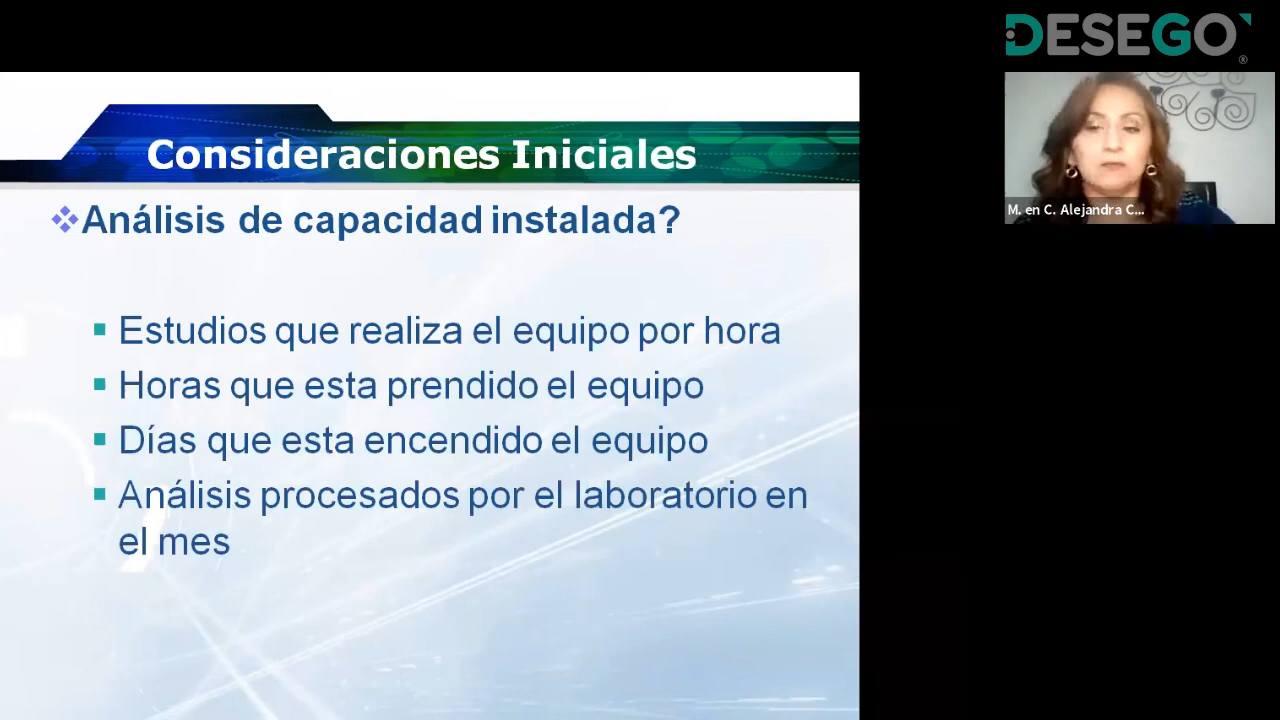 DESEGO
®
Consideraciones Iniciales
Análisis de capacidad instalada?
Estudios que realiza el equipo por hora
Horas que esta prendido el equipo
Días que esta encendido el equipo
Análisis procesados por el laboratorio en
el mes
M. en C. Alejandra C...